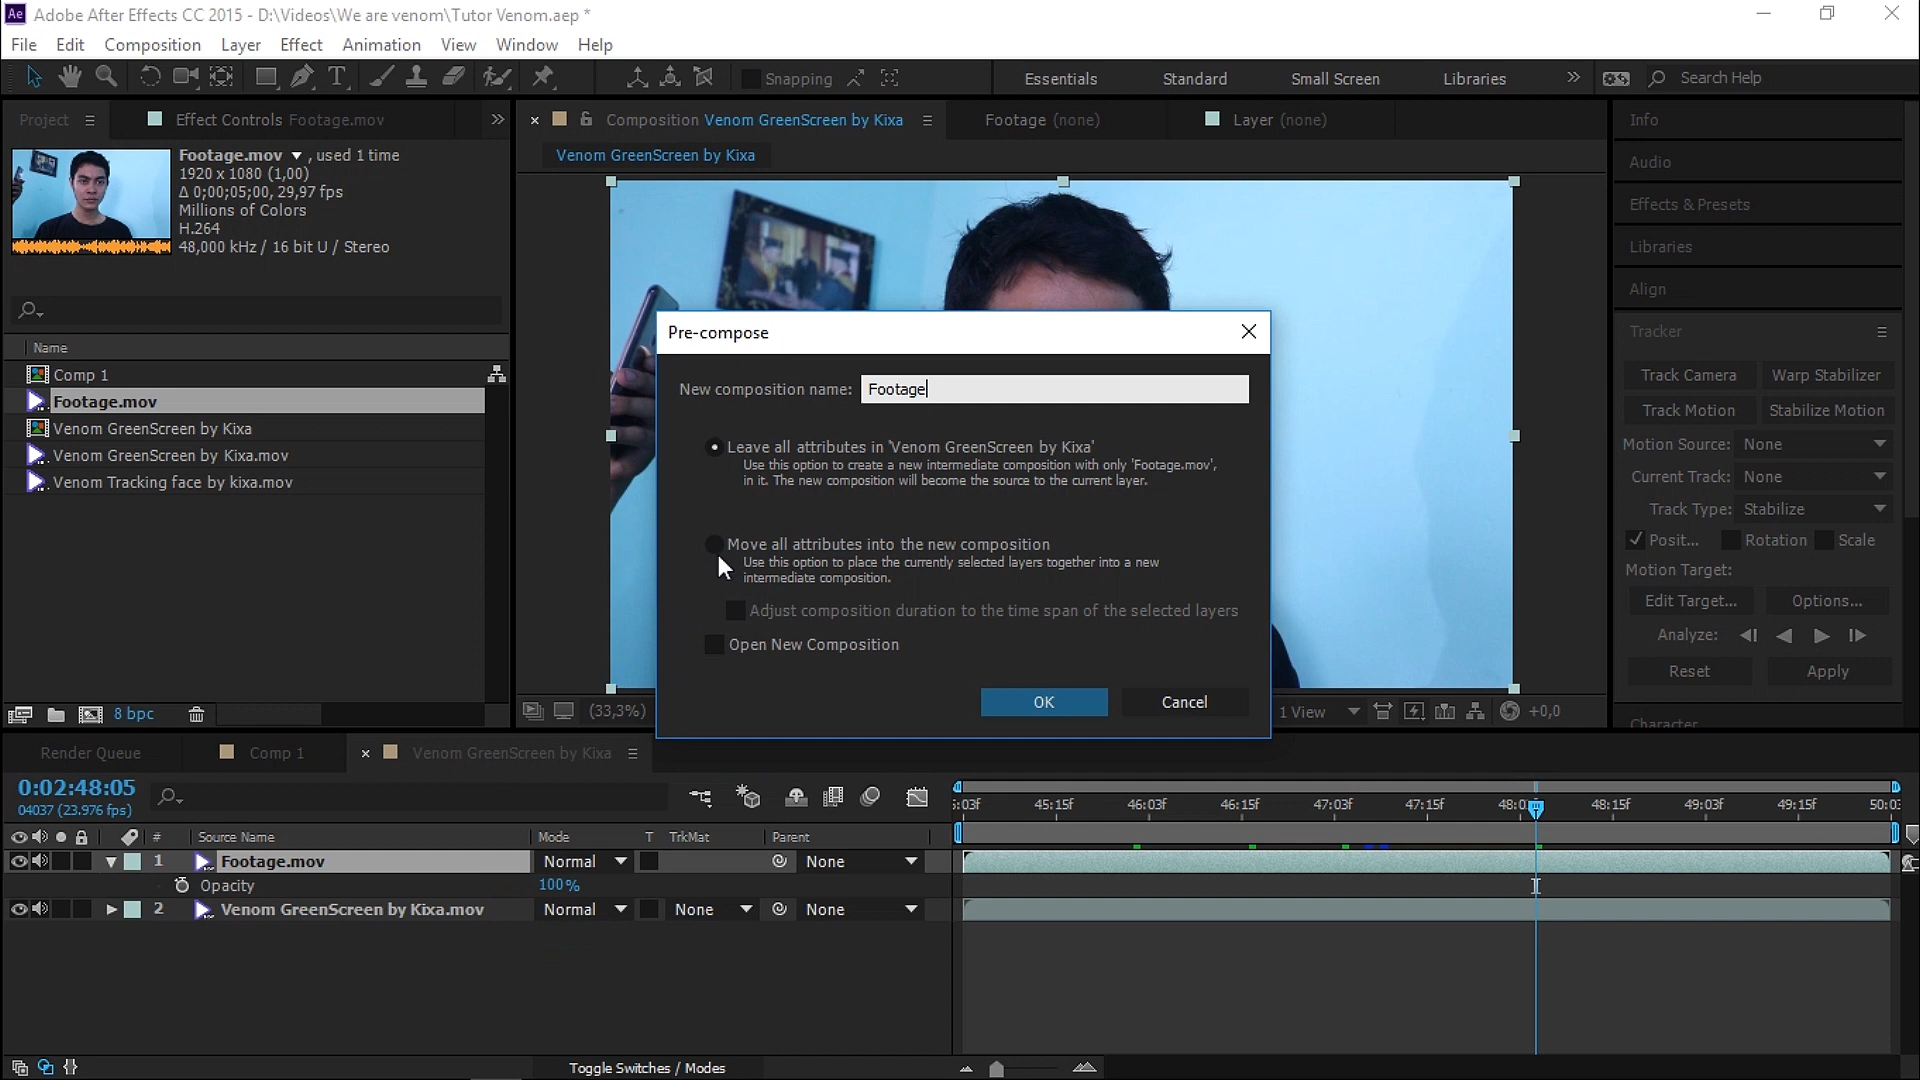 Ae Adobe After Effects CC 2015 - D:\Videos\We are venom\Tutor Venom.aep *
File Edit Composition Layer Effect Animation View Window Help
Snapping Essentials Standard Small Screen Libraries Search Help
Project Effect Controls Footage.mov
Composition Venom GreenScreen by Kixa Footage (none) Layer (none)
Venom GreenScreen by Kixa
Footage.mov , used 1 time
1920 x 1080 (1,00)
Δ 0;00;05;00, 29,97 fps
Millions of Colors
H.264
48,000 kHz / 16 bit U / Stereo
Name
Comp 1
Footage.mov
Venom GreenScreen by Kixa
Venom GreenScreen by Kixa.mov
Venom Tracking face by kixa.mov
8 bpc
Pre-compose
New composition name: Footage
Leave all attributes in 'Venom GreenScreen by Kixa'
Use this option to create a new intermediate composition with only 'Footage.mov',
in it. The new composition will become the source to the current layer.
Move all attributes into the new composition
Use this option to place the currently selected layers together into a new
intermediate composition.
Adjust composition duration to the time span of the selected layers
Open New Composition
OK Cancel
(33,3%) 1 View +0,0
Info
Audio
Effects & Presets
Libraries
Align
Tracker
Track Camera Warp Stabilizer
Track Motion Stabilize Motion
Motion Source: None
Current Track: None
Track Type: Stabilize
Posit... Rotation Scale
Motion Target:
Edit Target... Options...
Analyze:
Reset Apply
Character
Render Queue Comp 1 Venom GreenScreen by Kixa
0:02:48:05
04037 (23.976 fps)
45:15f 46:03f 46:15f 47:03f 47:15f 48:15f 49:03f 49:15f
# Source Name Mode T TrkMat Parent
1 Footage.mov Normal None
Opacity 100%
2 Venom GreenScreen by Kixa.mov Normal None None
Toggle Switches / Modes